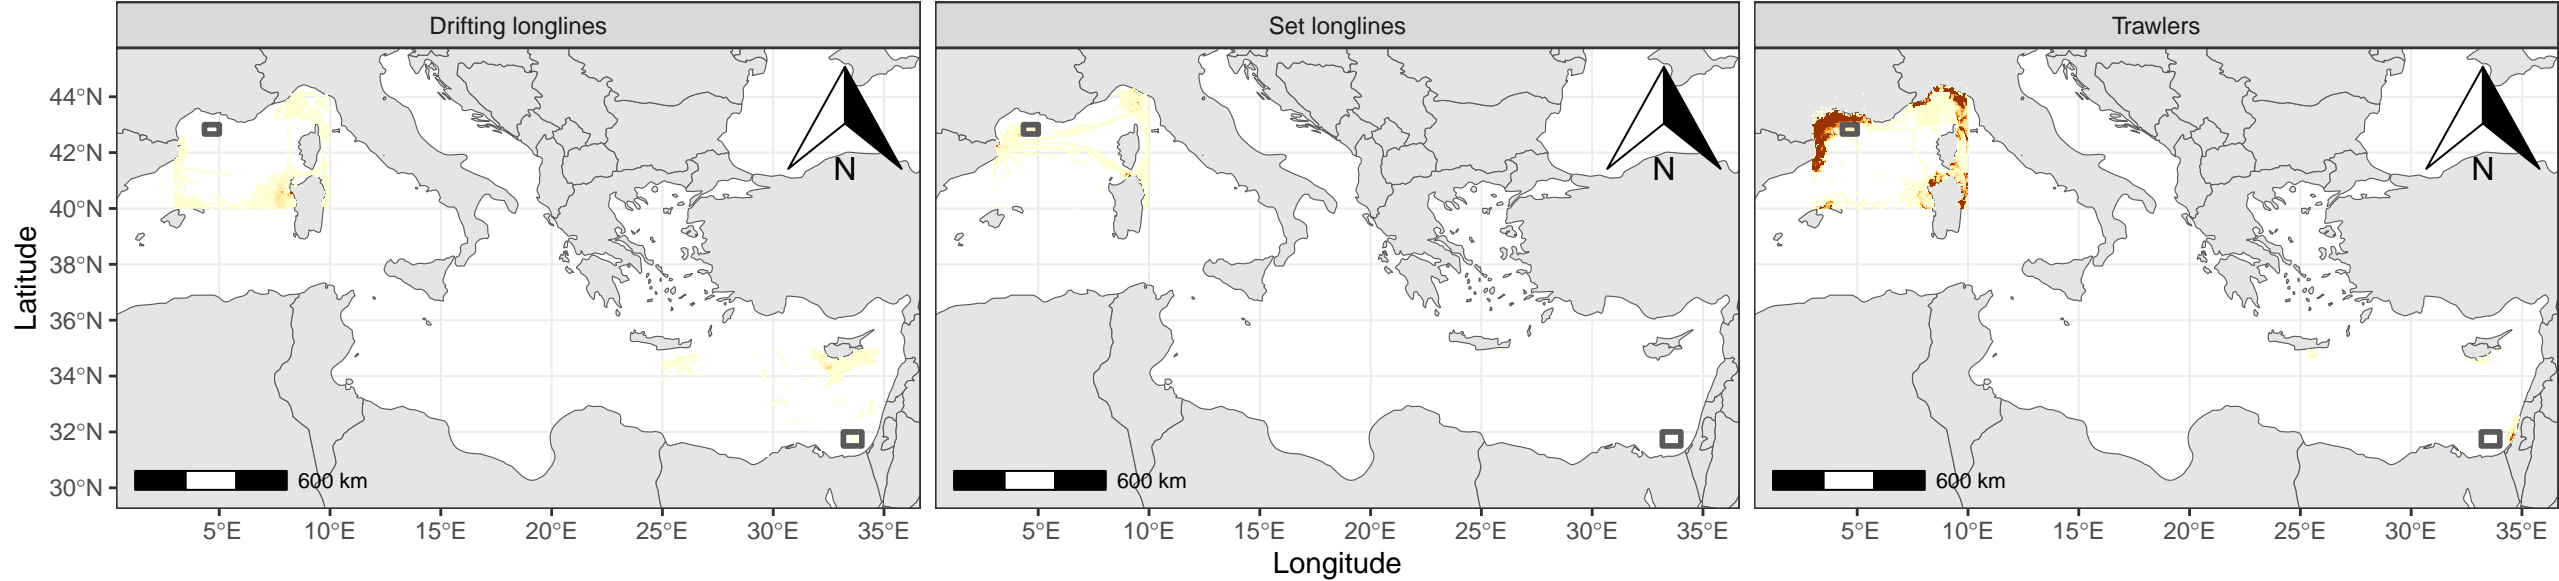 Drifting longlines
Set longlines
Trawlers
Latitude
44°N
42°N
40°N
38°N
36°N
34°N
32°N
30°N
N
N
N
600 km
600 km
600 km
5°E 10°E 15°E 20°E 25°E 30°E 35°E
5°E 10°E 15°E 20°E 25°E 30°E 35°E
5°E 10°E 15°E 20°E 25°E 30°E 35°E
Longitude